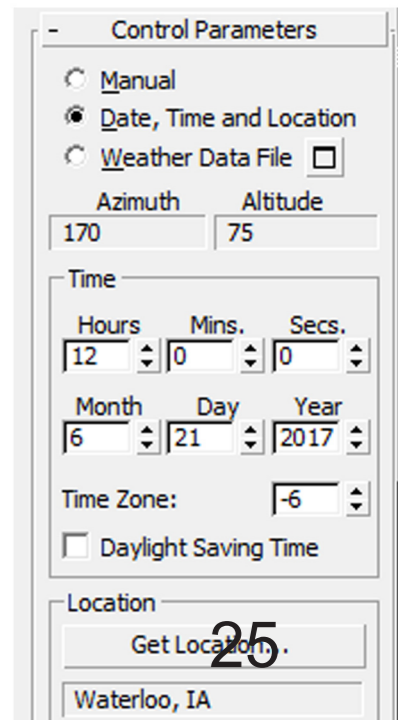 - Control Parameters
Manual
Date, Time and Location
Weather Data File
Azimuth Altitude
170 75
Time
Hours Mins. Secs.
12 0 0
Month Day Year
6 21 2017
Time Zone: -6
Daylight Saving Time
Location
Get Location...
25
Waterloo, IA